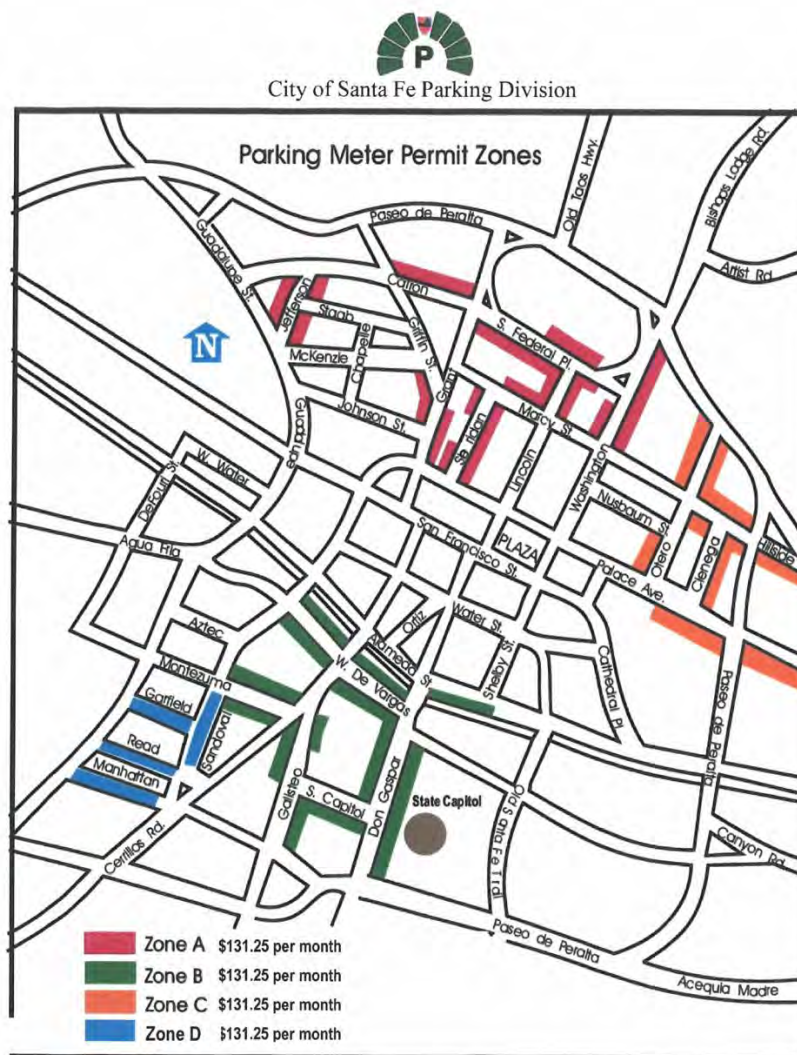 P
City of Santa Fe Parking Division
Parking Meter Permit Zones
Old Taos Hwy.
Bishops Lodge Rd.
Paseo de Peralta
Artist Rd.
Guadalupe St.
Catron
Jefferson
Staab
N
Griffin St.
S. Federal Pl.
McKenzie
Chapelle
Grant
Marcy St.
Johnson St.
Guadalupe
Sheridan
Lincoln
Washington
W. Water
Defouri St.
Nusbaum St.
San Francisco St.
PLAZA
Otero
Cienega
Hillside
Agua Fria
Palace Ave.
Aztec
Ortiz
Water St.
Alameda St.
Shelby St.
Cathedral Pl.
Montezuma
W. De Vargas
Garfield
Sandoval
Paseo de Peralta
Read
Manhattan
Galisteo
S. Capitol
Don Gaspar
State Capitol
Old Santa Fe Trail
Cerrillos Rd.
Canyon Rd.
Paseo de Peralta
Acequia Madre
Zone A $131.25 per month
Zone B $131.25 per month
Zone C $131.25 per month
Zone D $131.25 per month